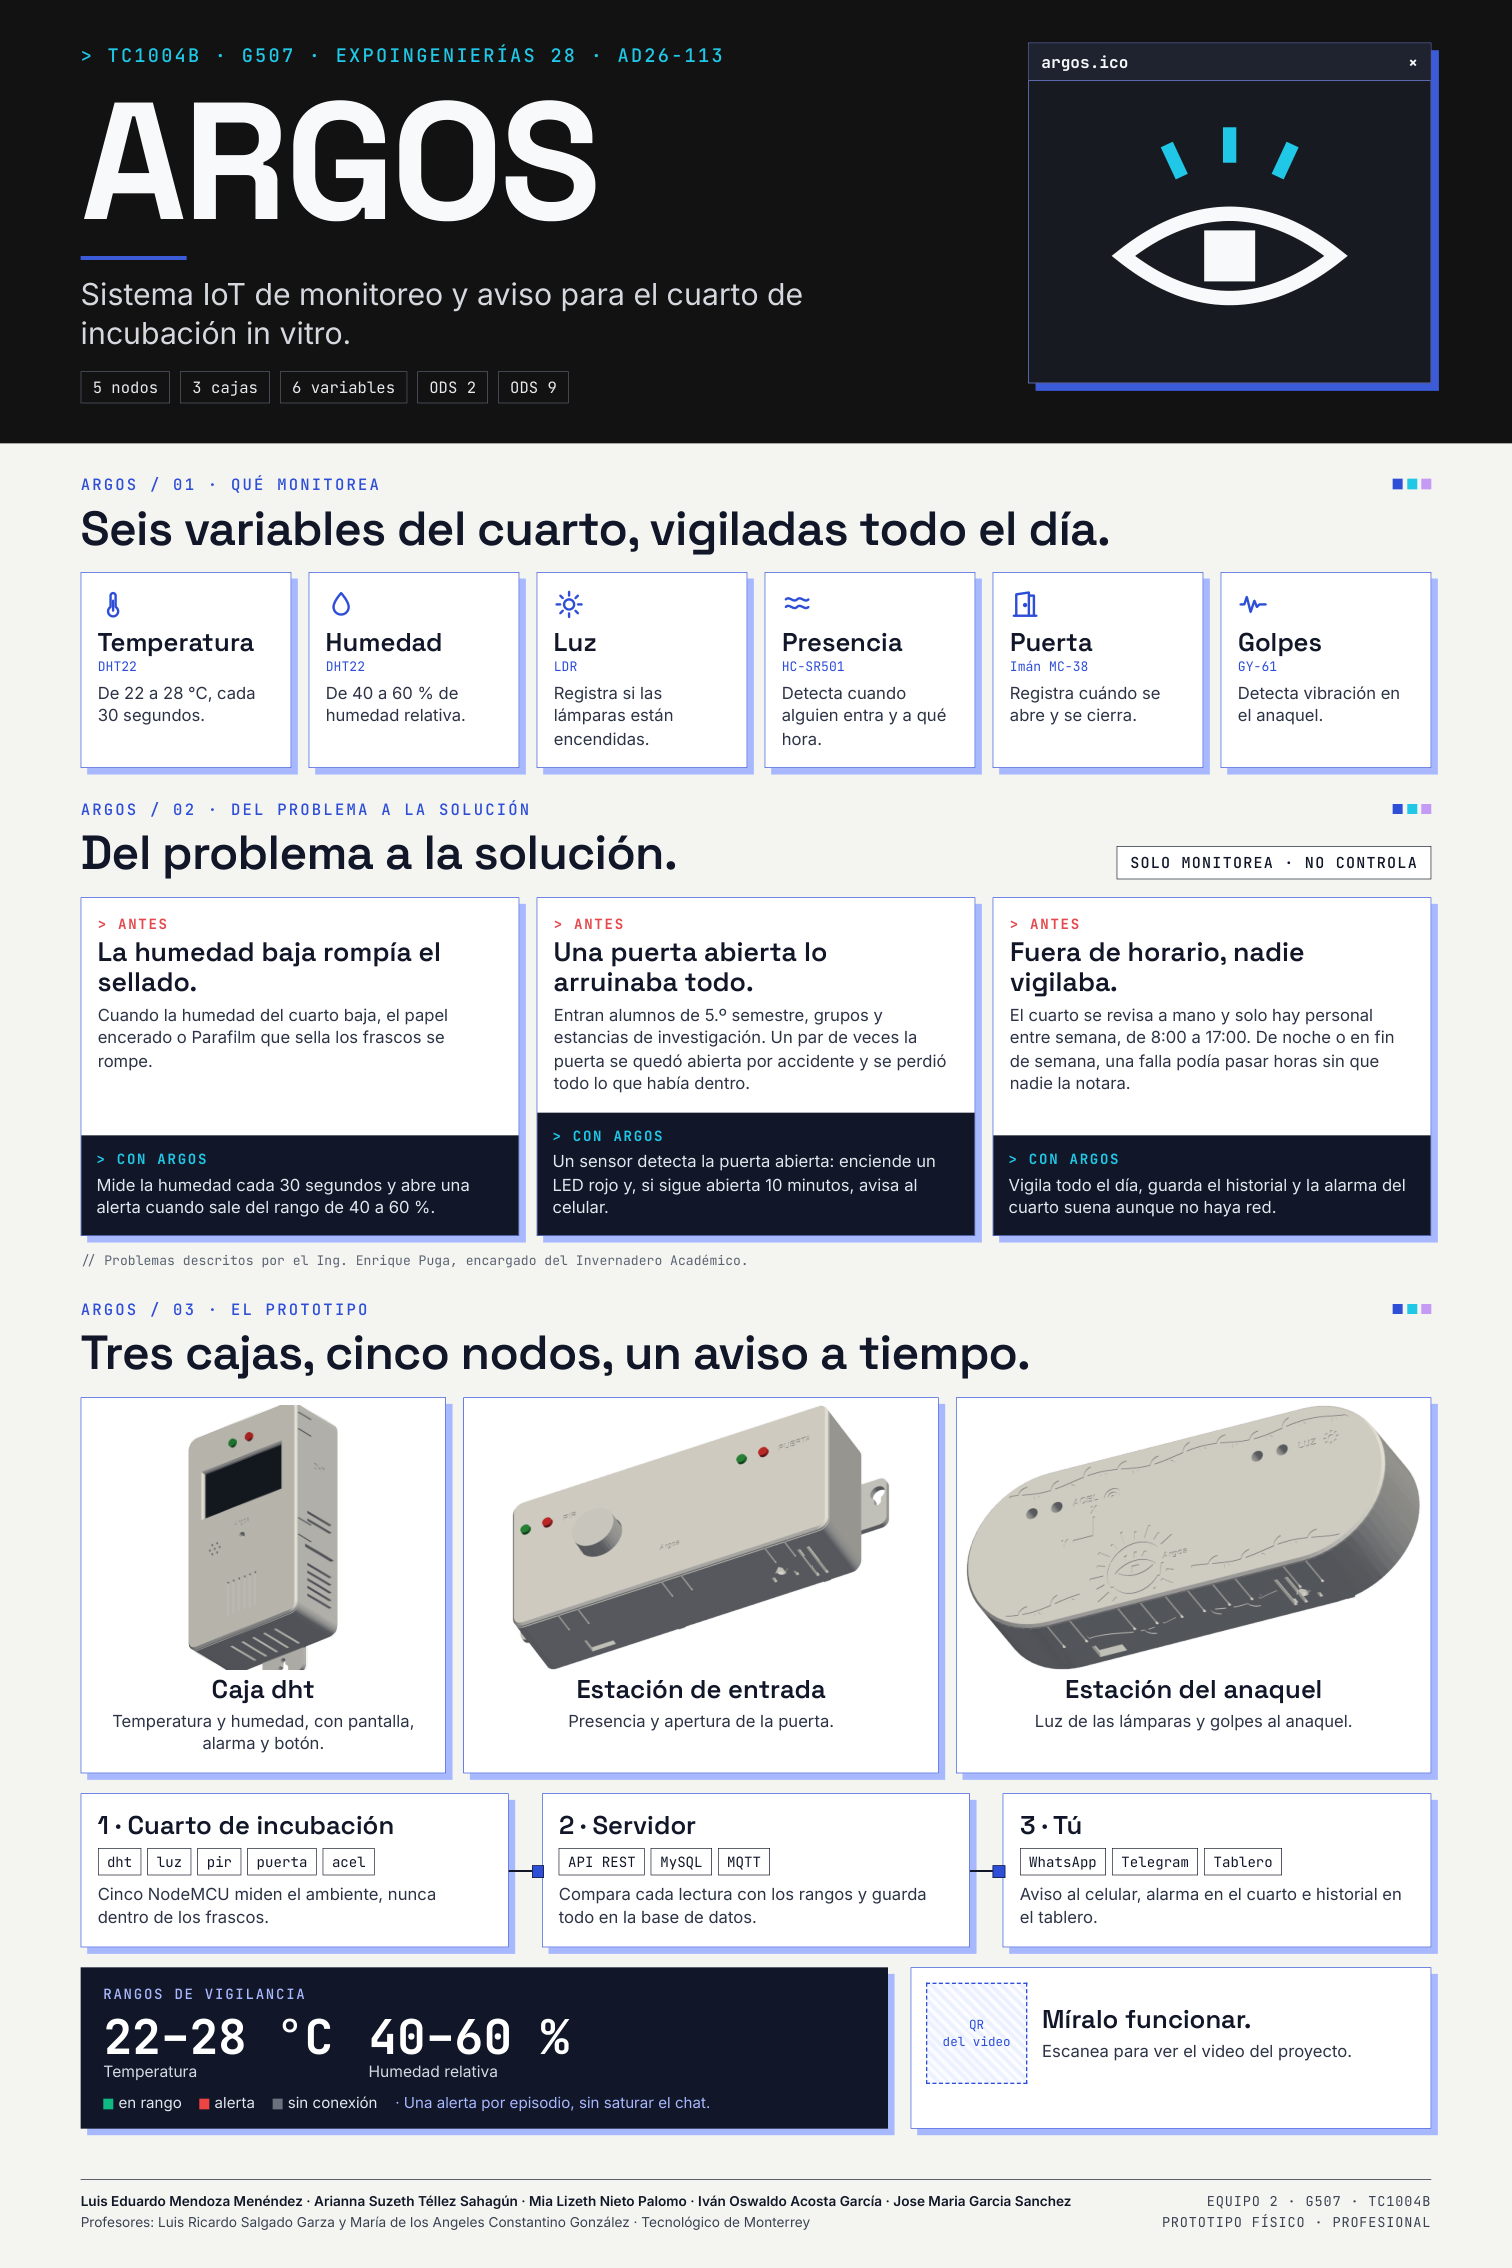 > TC1004B · G507 · EXPOINGENIERÍAS 28 · AD26-113
ARGOS
Sistema IoT de monitoreo y aviso para el cuarto de
incubación in vitro.
5 nodos
3 cajas
6 variables
ODS 2
ODS 9
argos.ico ×
ARGOS / 01 · QUÉ MONITOREA
Seis variables del cuarto, vigiladas todo el día.
Temperatura
DHT22
De 22 a 28 °C, cada
30 segundos.
Humedad
DHT22
De 40 a 60 % de
humedad relativa.
Luz
LDR
Registra si las
lámparas están
encendidas.
Presencia
HC-SR501
Detecta cuando
alguien entra y a qué
hora.
Puerta
Imán MC-38
Registra cuándo se
abre y se cierra.
Golpes
GY-61
Detecta vibración en
el anaquel.
ARGOS / 02 · DEL PROBLEMA A LA SOLUCIÓN
Del problema a la solución.
SOLO MONITOREA · NO CONTROLA
> ANTES
La humedad baja rompía el
sellado.
Cuando la humedad del cuarto baja, el papel
encerado o Parafilm que sella los frascos se
rompe.
> CON ARGOS
Mide la humedad cada 30 segundos y abre una
alerta cuando sale del rango de 40 a 60 %.
> ANTES
Una puerta abierta lo
arruinaba todo.
Entran alumnos de 5.º semestre, grupos y
estancias de investigación. Un par de veces la
puerta se quedó abierta por accidente y se perdió
todo lo que había dentro.
> CON ARGOS
Un sensor detecta la puerta abierta: enciende un
LED rojo y, si sigue abierta 10 minutos, avisa al
celular.
> ANTES
Fuera de horario, nadie
vigilaba.
El cuarto se revisa a mano y solo hay personal
entre semana, de 8:00 a 17:00. De noche o en fin
de semana, una falla podía pasar horas sin que
nadie la notara.
> CON ARGOS
Vigila todo el día, guarda el historial y la alarma del
cuarto suena aunque no haya red.
// Problemas descritos por el Ing. Enrique Puga, encargado del Invernadero Académico.
ARGOS / 03 · EL PROTOTIPO
Tres cajas, cinco nodos, un aviso a tiempo.
Caja dht
Temperatura y humedad, con pantalla,
alarma y botón.
PIR
PUERTA
Argos
Estación de entrada
Presencia y apertura de la puerta.
ACEL
LUZ
Argos
Estación del anaquel
Luz de las lámparas y golpes al anaquel.
1 · Cuarto de incubación
dht
luz
pir
puerta
acel
Cinco NodeMCU miden el ambiente, nunca
dentro de los frascos.
2 · Servidor
API REST
MySQL
MQTT
Compara cada lectura con los rangos y guarda
todo en la base de datos.
3 · Tú
WhatsApp
Telegram
Tablero
Aviso al celular, alarma en el cuarto e historial en
el tablero.
RANGOS DE VIGILANCIA
22–28 °C
Temperatura
40–60 %
Humedad relativa
en rango
alerta
sin conexión
· Una alerta por episodio, sin saturar el chat.
QR
del video
Míralo funcionar.
Escanea para ver el video del proyecto.
Luis Eduardo Mendoza Menéndez · Arianna Suzeth Téllez Sahagún · Mia Lizeth Nieto Palomo · Iván Oswaldo Acosta García · Jose Maria Garcia Sanchez
Profesores: Luis Ricardo Salgado Garza y María de los Angeles Constantino González · Tecnológico de Monterrey
EQUIPO 2 · G507 · TC1004B
PROTOTIPO FÍSICO · PROFESIONAL